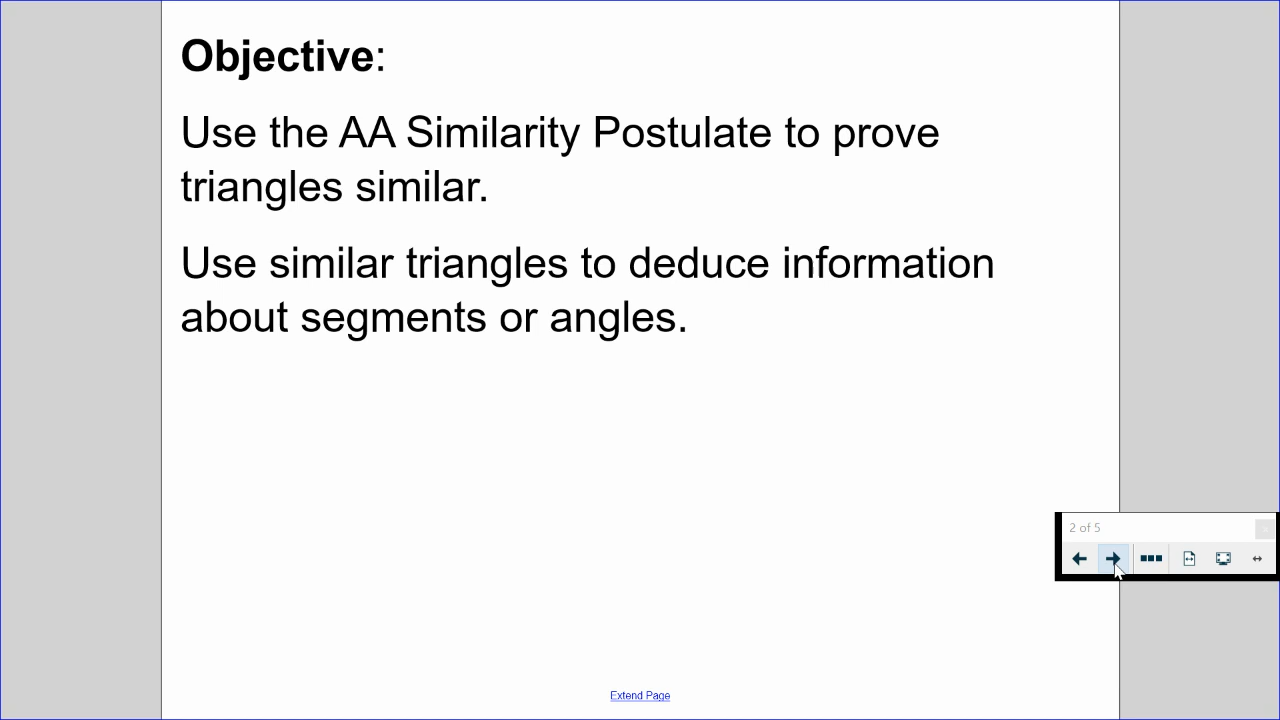 Objective:
Use the AA Similarity Postulate to prove
triangles similar.
Use similar triangles to deduce information
about segments or angles.
2 of 5
Extend Page